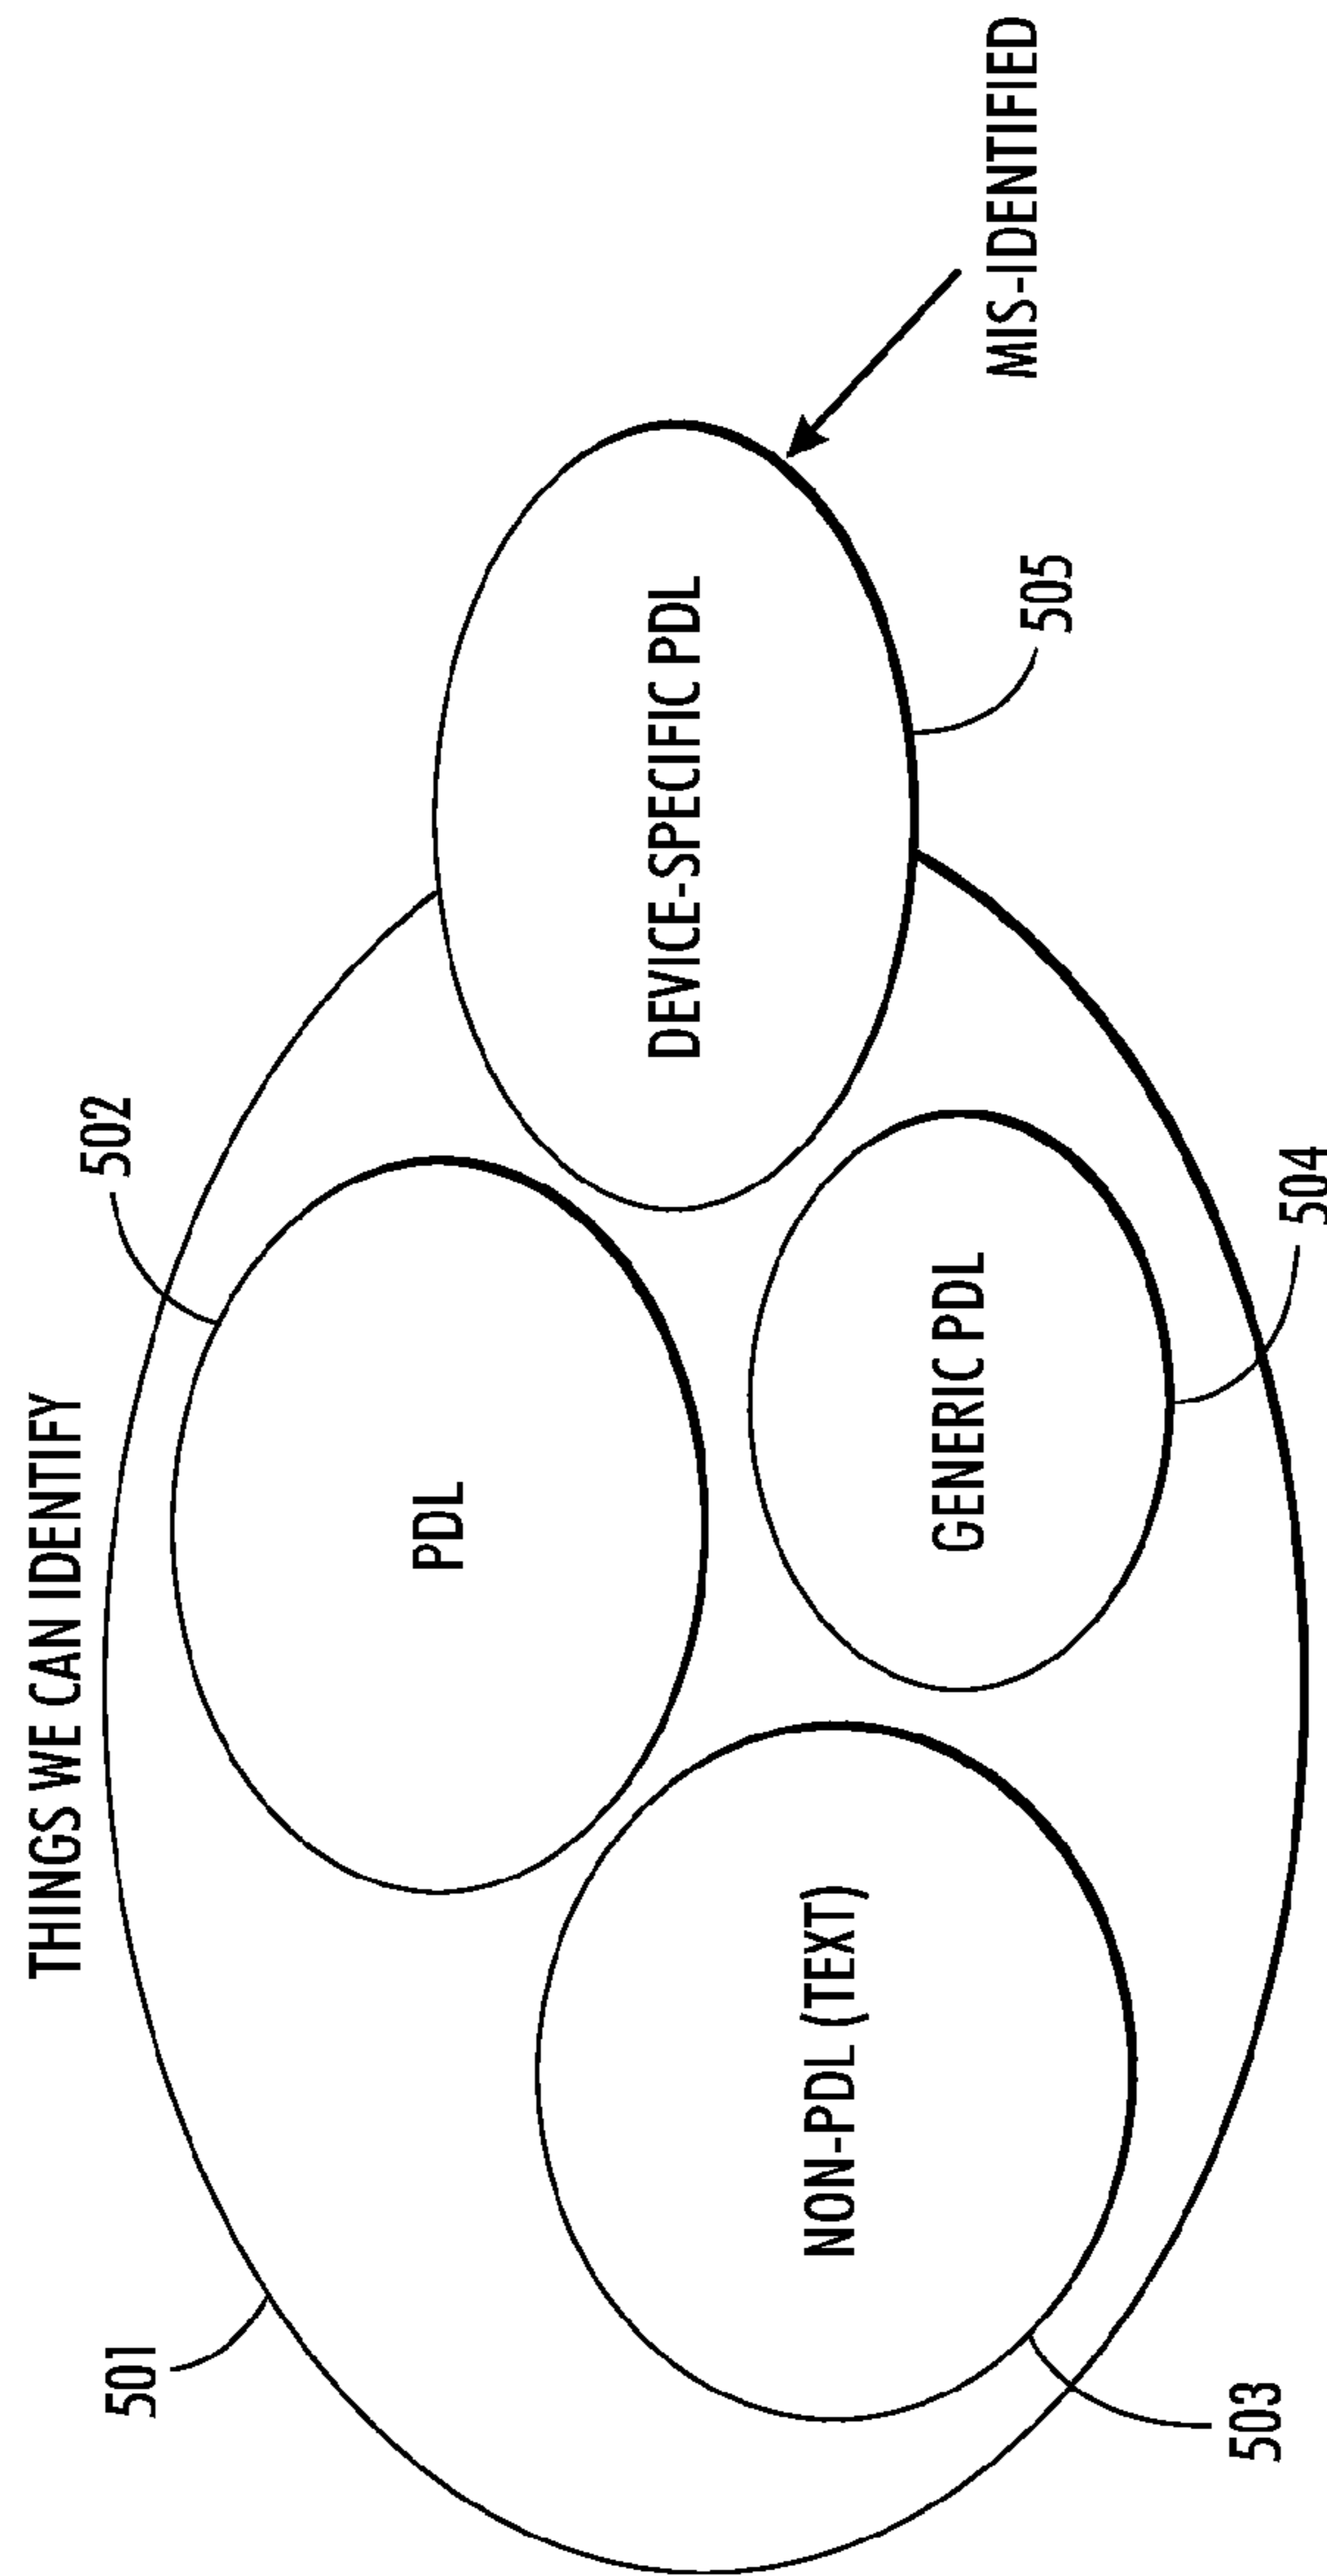 THINGS WE CAN IDENTIFY
501
502
PDL
NON-PDL (TEXT)
GENERIC PDL
DEVICE-SPECIFIC PDL
503
504
505
MIS-IDENTIFIED